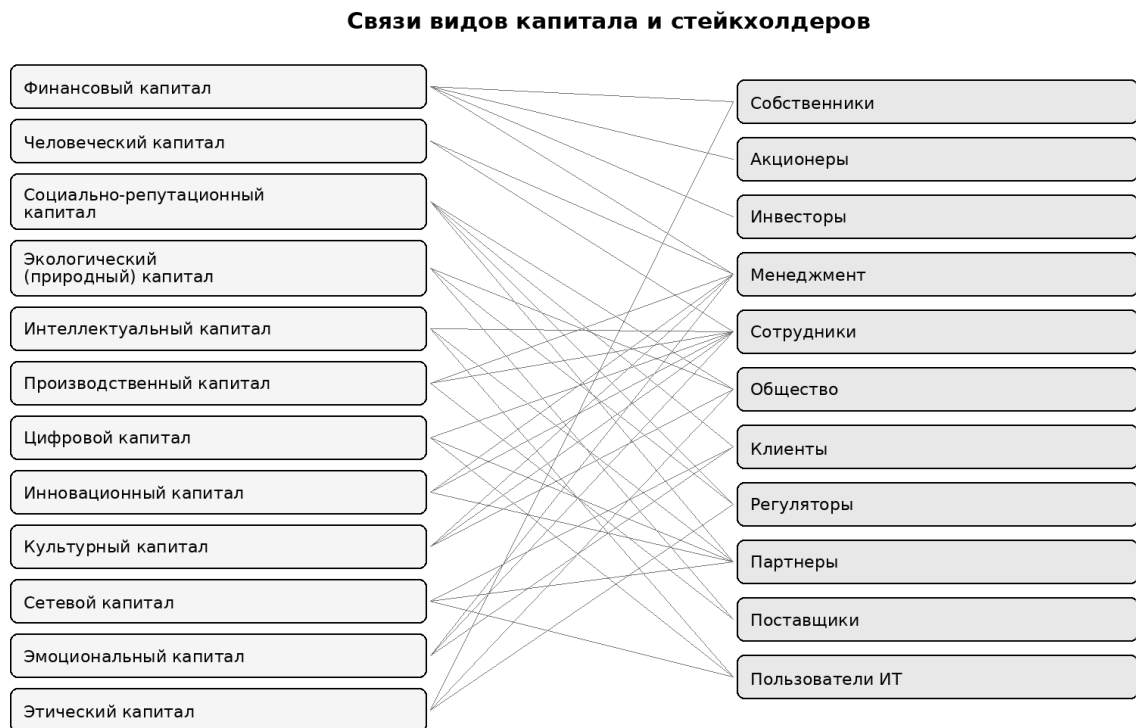 Связи видов капитала и стейкхолдеров
Финансовый капитал
Человеческий капитал
Социально-репутационный
капитал
Экологический
(природный) капитал
Интеллектуальный капитал
Производственный капитал
Цифровой капитал
Инновационный капитал
Культурный капитал
Сетевой капитал
Эмоциональный капитал
Этический капитал
Собственники
Акционеры
Инвесторы
Менеджмент
Сотрудники
Общество
Клиенты
Регуляторы
Партнеры
Поставщики
Пользователи ИТ